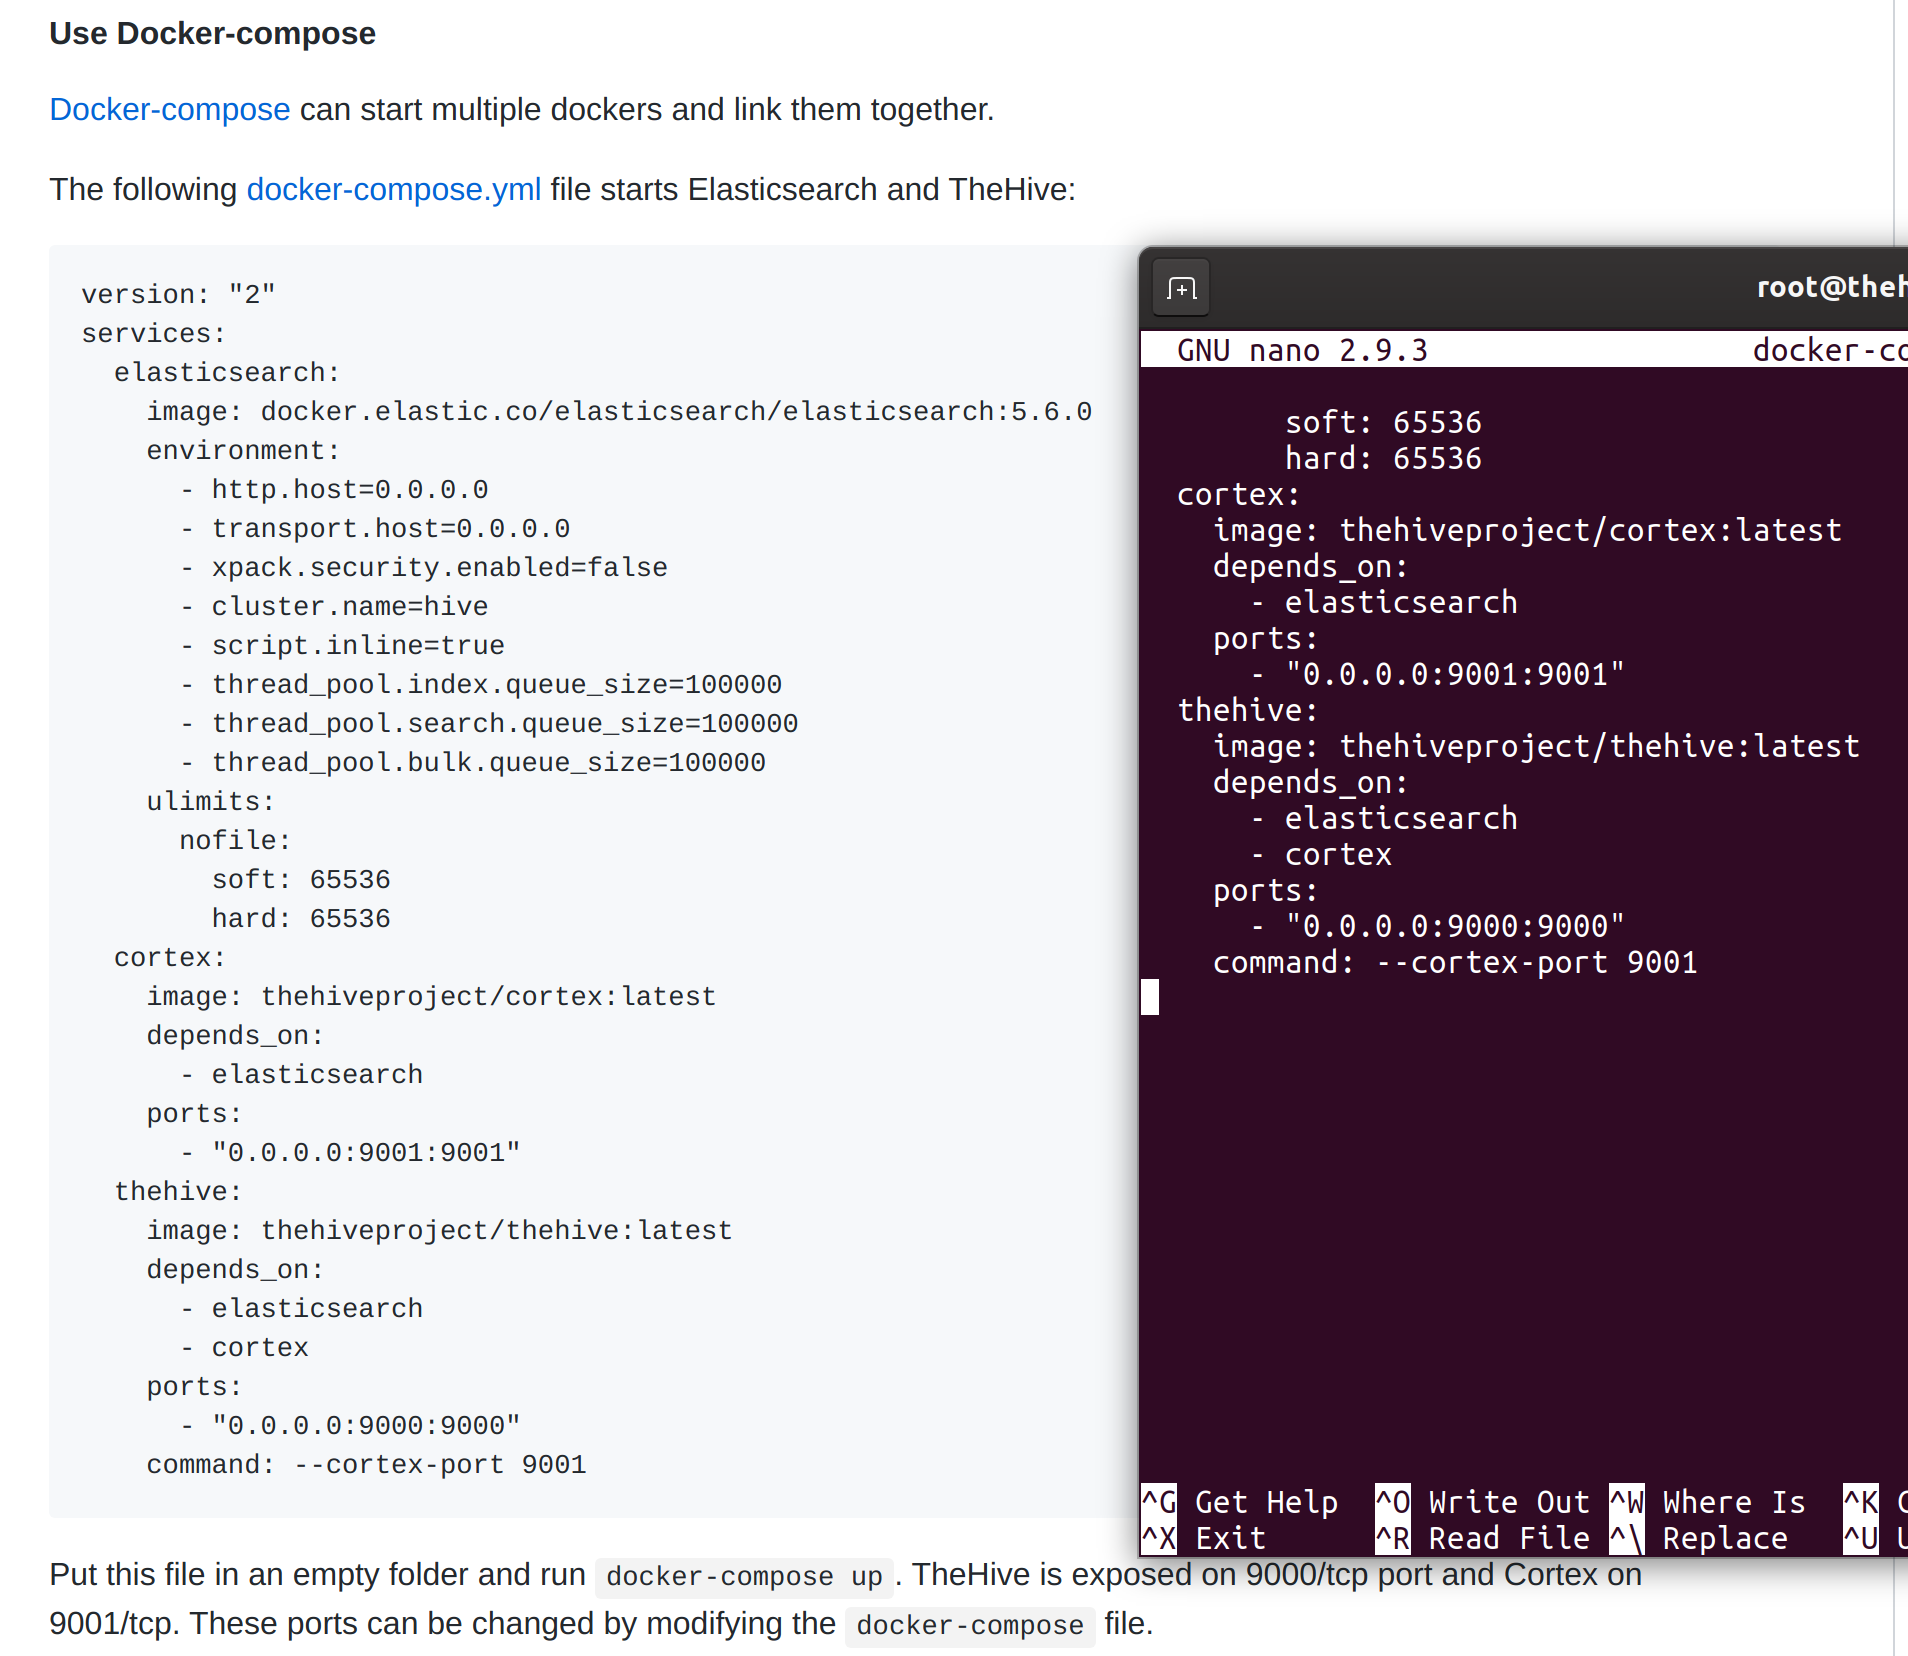 Use Docker-compose
Docker-compose can start multiple dockers and link them together.
The following docker-compose.yml file starts Elasticsearch and TheHive:
version: "2"
services:
  elasticsearch:
    image: docker.elastic.co/elasticsearch/elasticsearch:5.6.0
    environment:
      - http.host=0.0.0.0
      - transport.host=0.0.0.0
      - xpack.security.enabled=false
      - cluster.name=hive
      - script.inline=true
      - thread_pool.index.queue_size=100000
      - thread_pool.search.queue_size=100000
      - thread_pool.bulk.queue_size=100000
    ulimits:
      nofile:
        soft: 65536
        hard: 65536
  cortex:
    image: thehiveproject/cortex:latest
    depends_on:
      - elasticsearch
    ports:
      - "0.0.0.0:9001:9001"
  thehive:
    image: thehiveproject/thehive:latest
    depends_on:
      - elasticsearch
      - cortex
    ports:
      - "0.0.0.0:9000:9000"
    command: --cortex-port 9001
root@theh
GNU nano 2.9.3 docker-co
        soft: 65536
        hard: 65536
  cortex:
    image: thehiveproject/cortex:latest
    depends_on:
      - elasticsearch
    ports:
      - "0.0.0.0:9001:9001"
  thehive:
    image: thehiveproject/thehive:latest
    depends_on:
      - elasticsearch
      - cortex
    ports:
      - "0.0.0.0:9000:9000"
    command: --cortex-port 9001
^G Get Help ^O Write Out ^W Where Is ^K
^X Exit ^R Read File ^\ Replace ^U
Put this file in an empty folder and run docker-compose up. TheHive is exposed on 9000/tcp port and Cortex on
9001/tcp. These ports can be changed by modifying the docker-compose file.